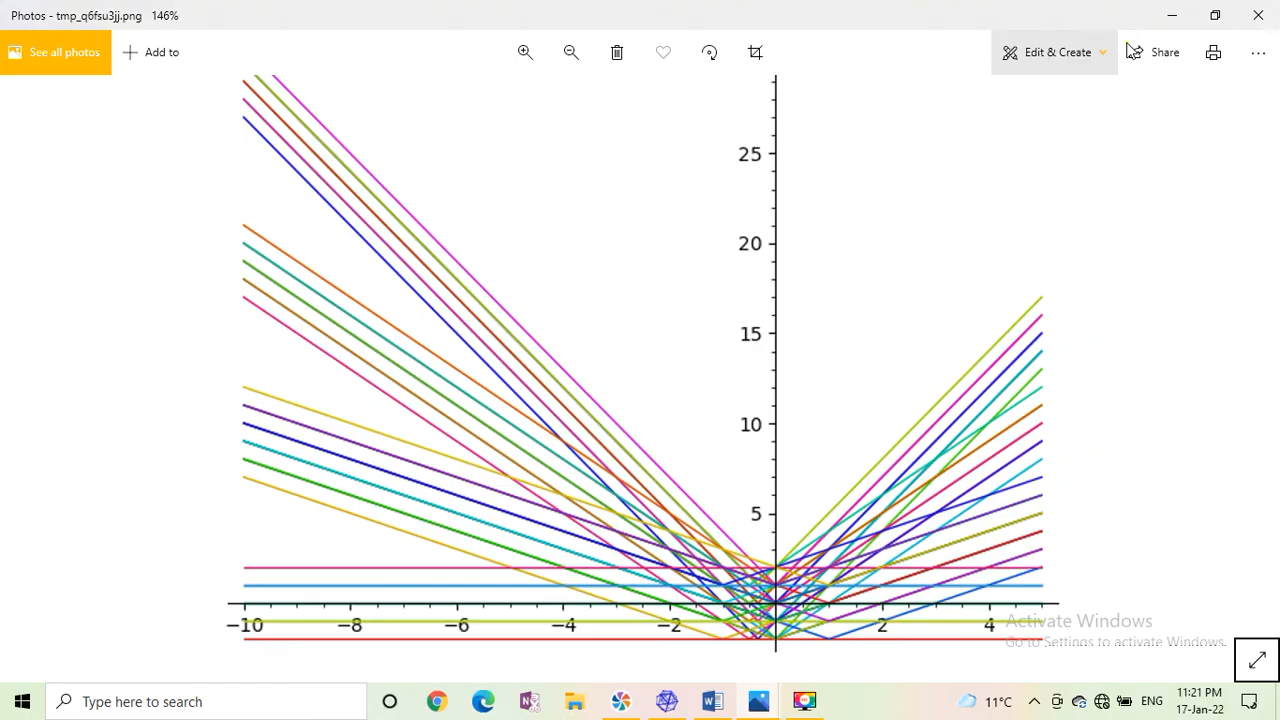 Photos - tmp_q6fsu3jj.png 146%
See all photos
Add to
Edit & Create
Share
25
20
15
10
5
−10 −8 −6 −4 −2 2 4
Activate Windows
Go to Settings to activate Windows.
Type here to search
11°C
ENG
11:21 PM
17-Jan-22